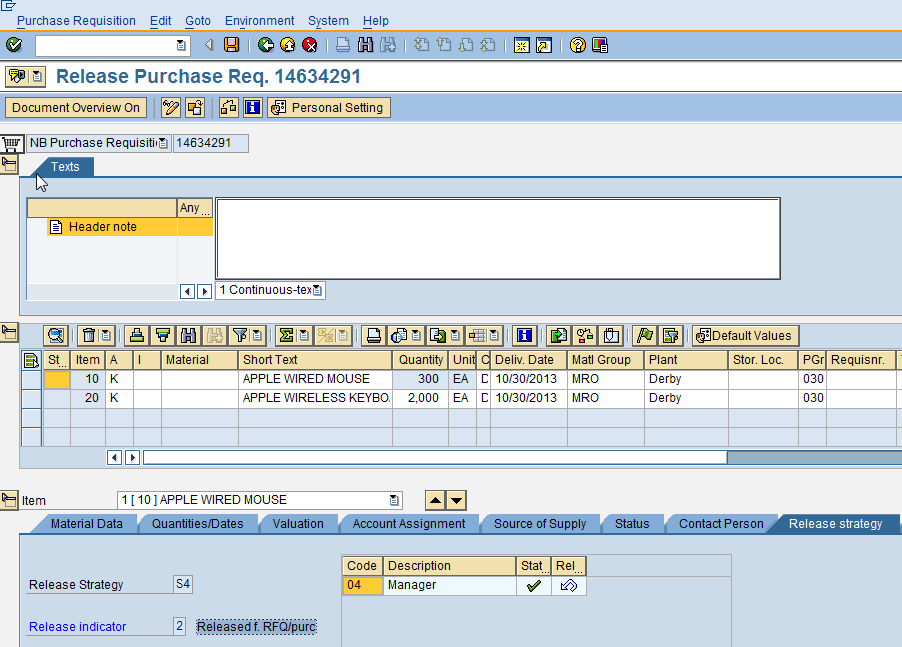 Purchase Requisition Edit Goto Environment System Help
Release Purchase Req. 14634291
Document Overview On Personal Setting
NB Purchase Requisiti 14634291
Texts
Any...
Header note
1 Continuous-tex
Default Values
St... Item A I Material Short Text Quantity Unit C Deliv. Date Matl Group Plant Stor. Loc. PGr Requisnr.
10 K APPLE WIRED MOUSE 300 EA D 10/30/2013 MRO Derby 030
20 K APPLE WIRELESS KEYBO. 2,000 EA D 10/30/2013 MRO Derby 030
Item 1 [ 10 ] APPLE WIRED MOUSE
Material Data Quantities/Dates Valuation Account Assignment Source of Supply Status Contact Person Release strategy
Code Description Stat... Rel...
Release Strategy S4 04 Manager
Release indicator 2 Released f. RFQ/purc